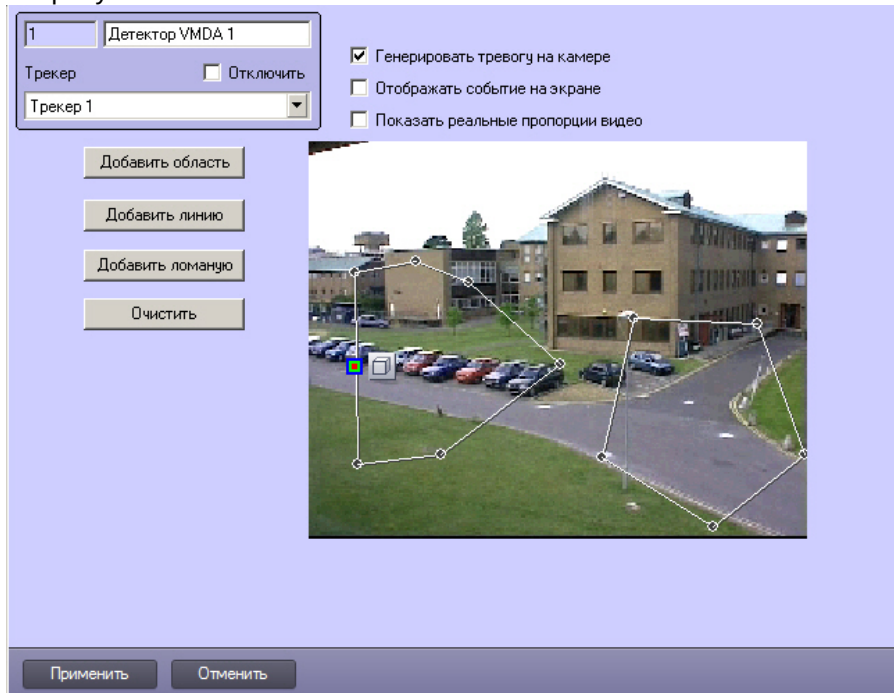 1
Детектор VMDA 1
Трекер
Отключить
Трекер 1
Генерировать тревогу на камере
Отображать событие на экране
Показать реальные пропорции видео
Добавить область
Добавить линию
Добавить ломаную
Очистить
Применить
Отменить